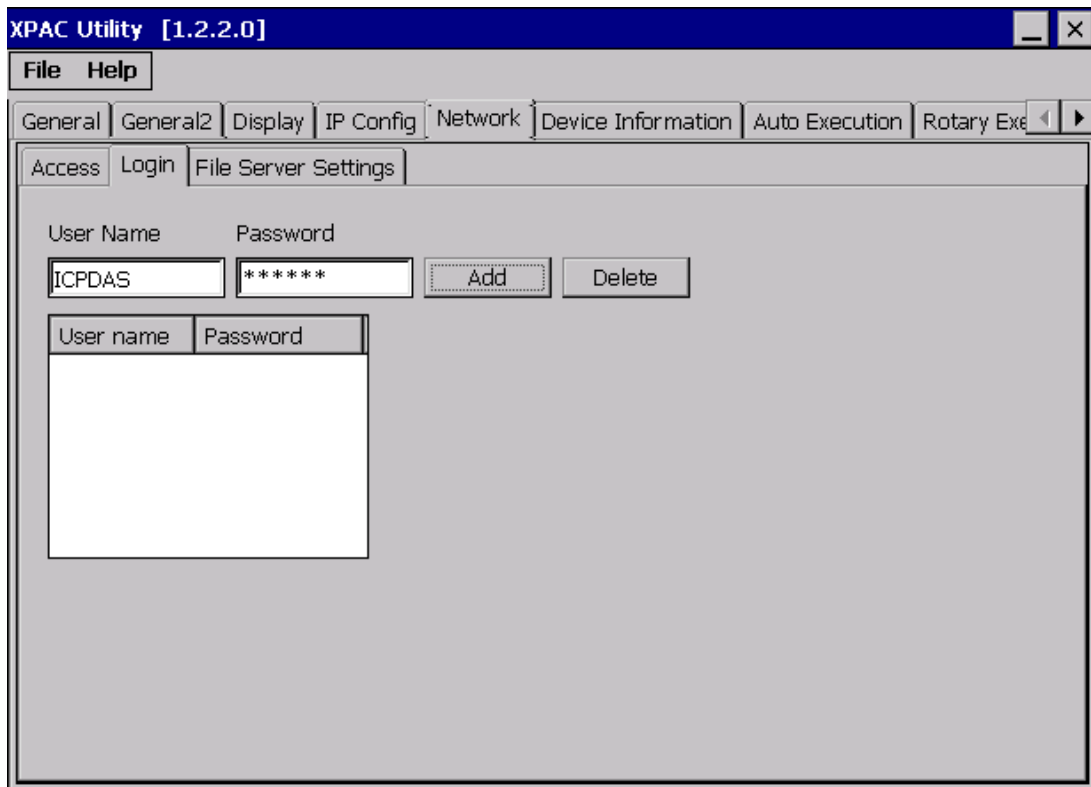 XPAC Utility [1.2.2.0]
File Help
General General2 Display IP Config Network Device Information Auto Execution Rotary Exe
Access Login File Server Settings
User Name Password
ICPDAS ****** Add Delete
User name Password